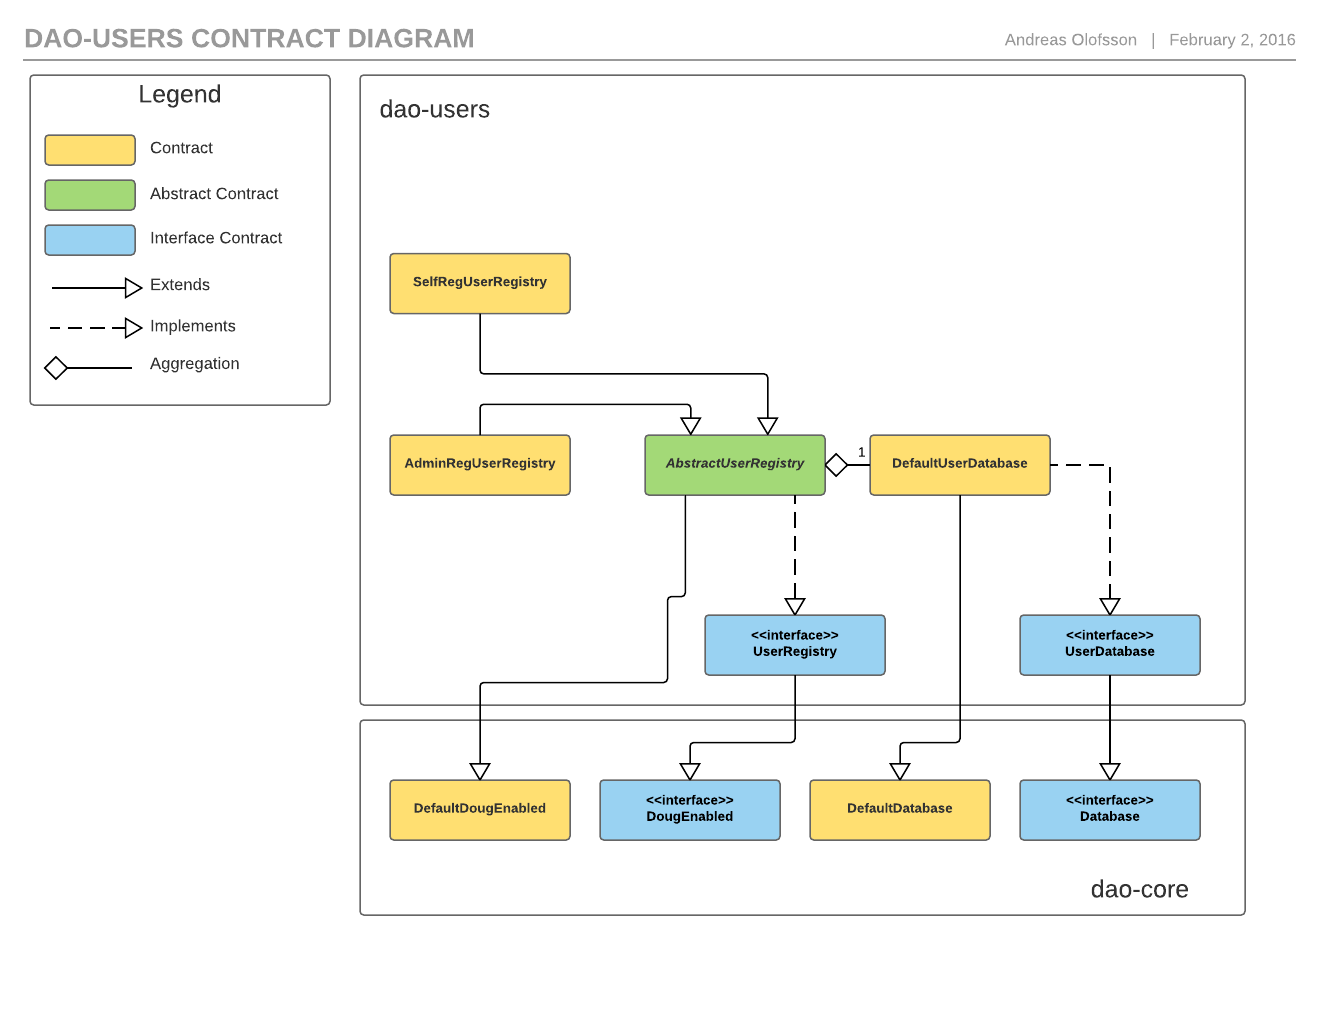 DAO-USERS CONTRACT DIAGRAM
Andreas Olofsson | February 2, 2016
Legend
Contract
Abstract Contract
Interface Contract
Extends
Implements
Aggregation
dao-users
SelfRegUserRegistry
AdminRegUserRegistry
AbstractUserRegistry
1
DefaultUserDatabase
<<interface>>
UserRegistry
<<interface>>
UserDatabase
DefaultDougEnabled
<<interface>>
DougEnabled
DefaultDatabase
<<interface>>
Database
dao-core